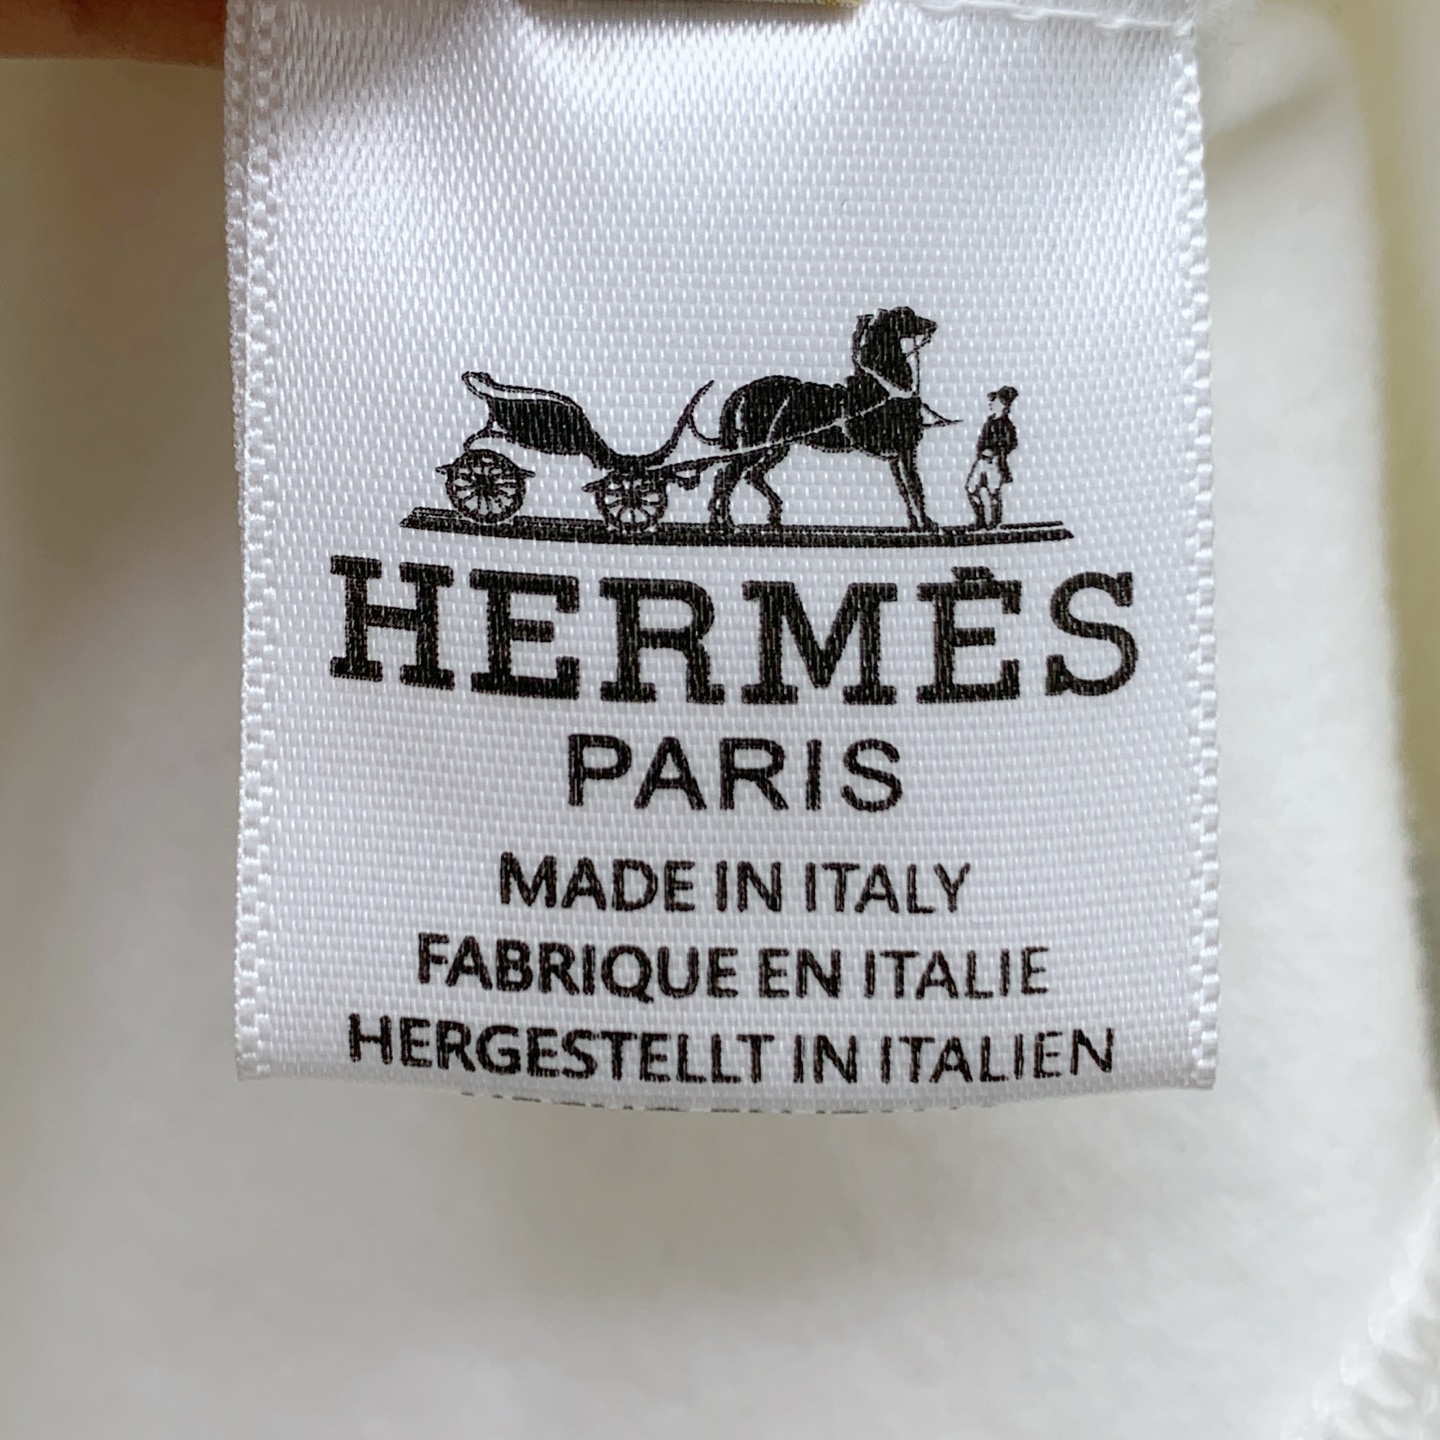 HERMÈS
PARIS
MADE IN ITALY
FABRIQUE EN ITALIE
HERGESTELLT IN ITALIEN